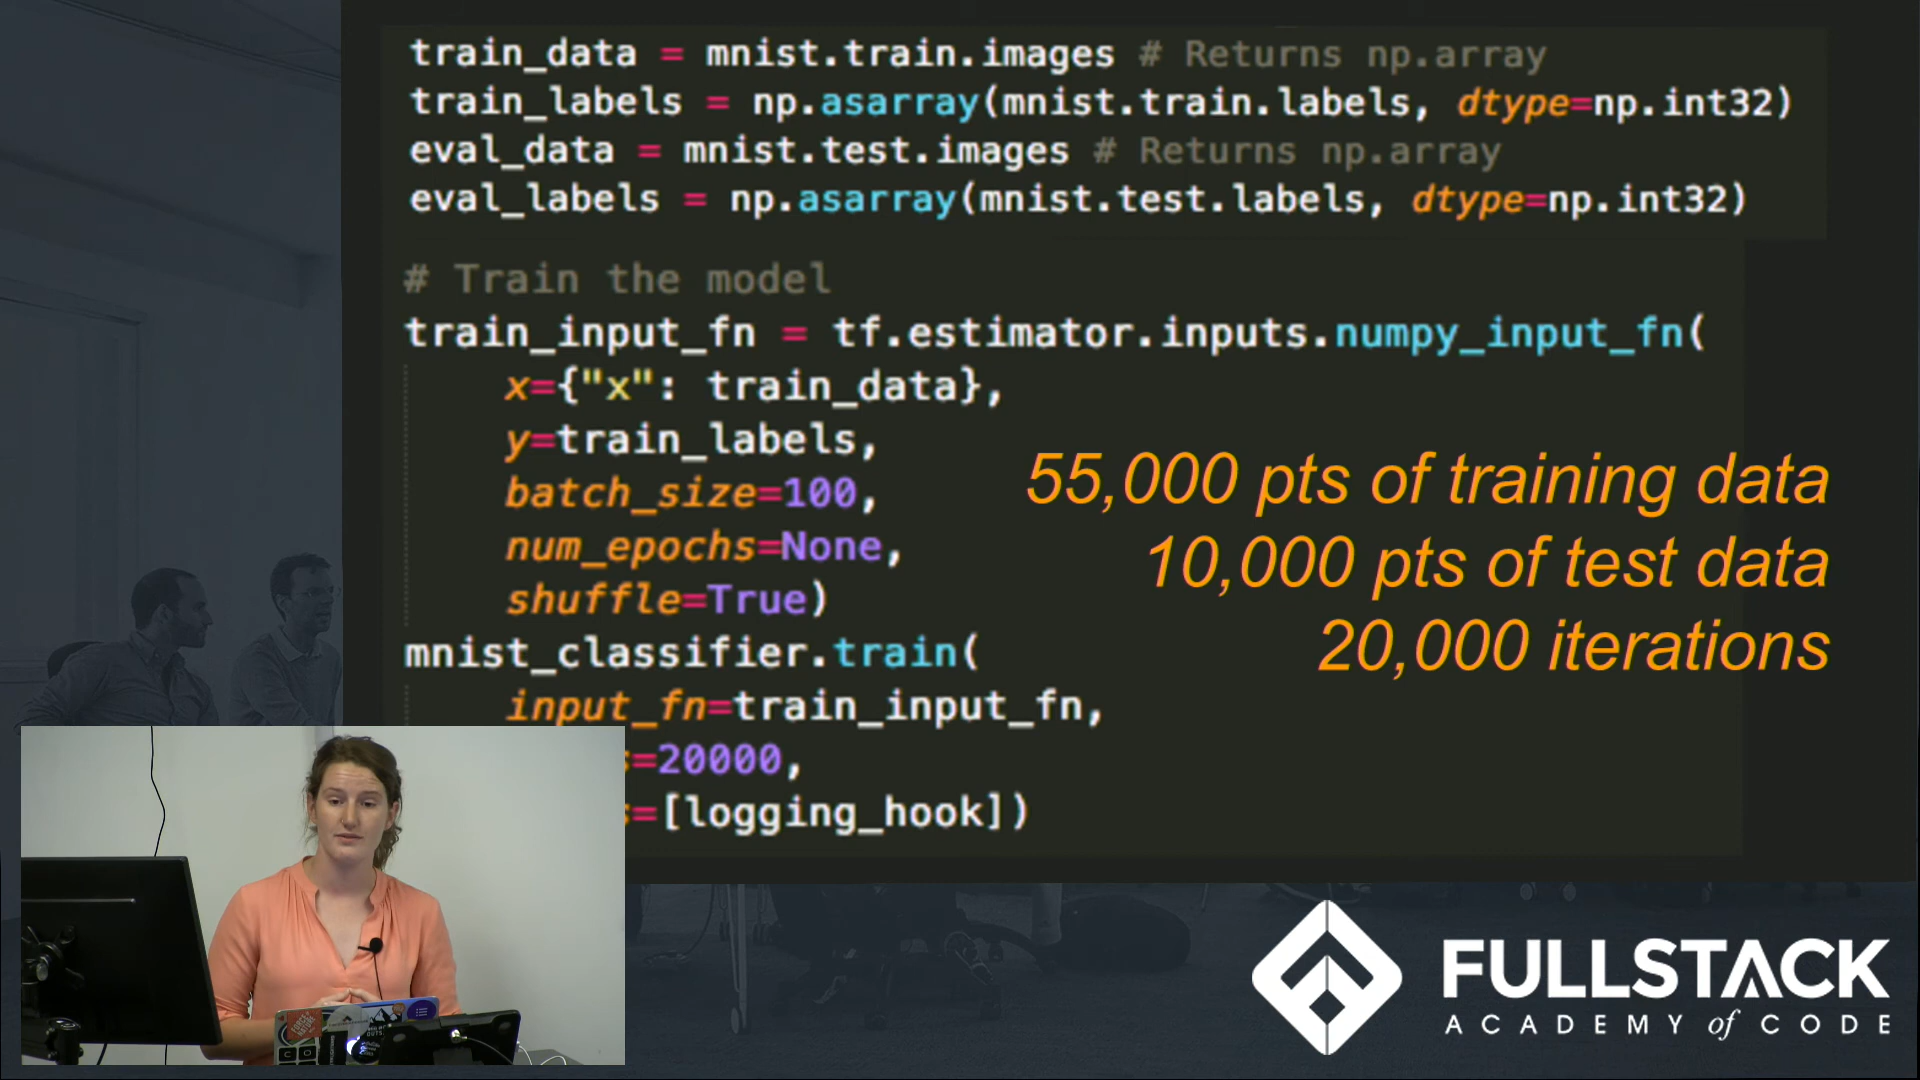 train_data = mnist.train.images # Returns np.array
train_labels = np.asarray(mnist.train.labels, dtype=np.int32)
eval_data = mnist.test.images # Returns np.array
eval_labels = np.asarray(mnist.test.labels, dtype=np.int32)
# Train the model
train_input_fn = tf.estimator.inputs.numpy_input_fn(
x={"x": train_data},
y=train_labels,
batch_size=100,
num_epochs=None,
shuffle=True)
mnist_classifier.train(
input_fn=train_input_fn,
=20000,
=[logging_hook])
55,000 pts of training data
10,000 pts of test data
20,000 iterations
FULLSTACK
ACADEMY of CODE